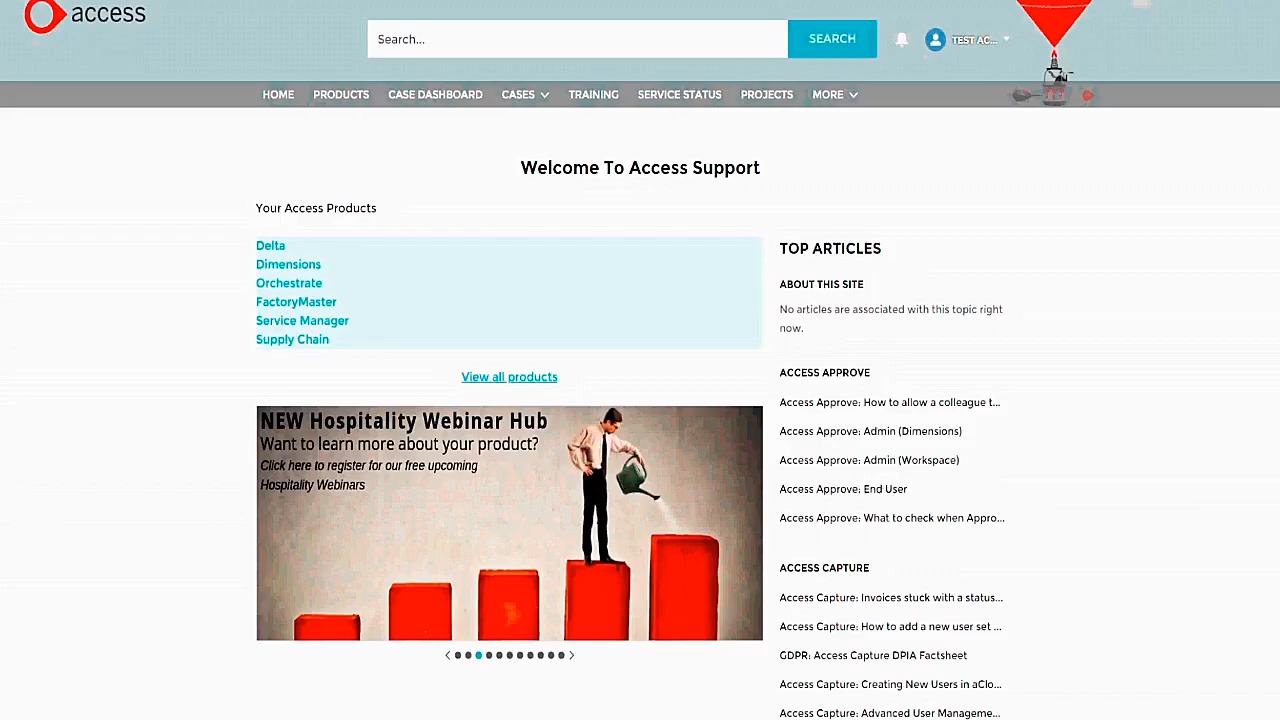 access
Search...
SEARCH
TEST AC...
HOME
PRODUCTS
CASE DASHBOARD
CASES
TRAINING
SERVICE STATUS
PROJECTS
MORE
Welcome To Access Support
Your Access Products
Delta
Dimensions
Orchestrate
FactoryMaster
Service Manager
Supply Chain
View all products
NEW Hospitality Webinar Hub
Want to learn more about your product?
Click here to register for our free upcoming
Hospitality Webinars
TOP ARTICLES
ABOUT THIS SITE
No articles are associated with this topic right
now.
ACCESS APPROVE
Access Approve: How to allow a colleague t...
Access Approve: Admin (Dimensions)
Access Approve: Admin (Workspace)
Access Approve: End User
Access Approve: What to check when Appro...
ACCESS CAPTURE
Access Capture: Invoices stuck with a status...
Access Capture: How to add a new user set ...
GDPR: Access Capture DPIA Factsheet
Access Capture: Creating New Users in aClo...
Access Capture: Advanced User Manageme...